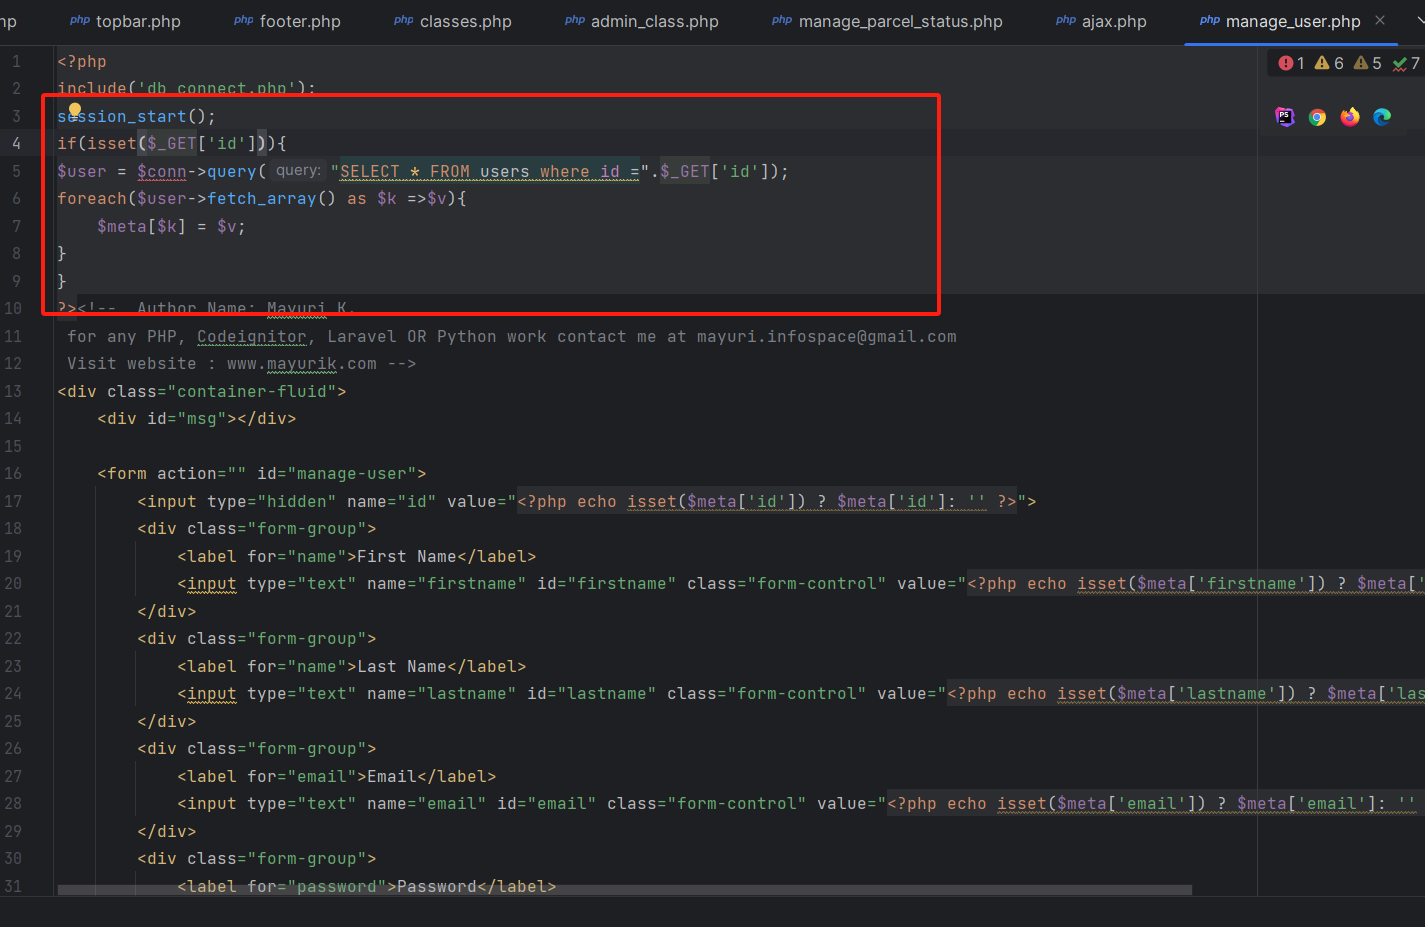 hp php topbar.php php footer.php php classes.php php admin_class.php php manage_parcel_status.php php ajax.php php manage_user.php ×
1 <?php 1 6 5 7
2 include('db_connect.php');
3 session_start();
4 if(isset($_GET['id'])){
5 $user = $conn->query( query: "SELECT * FROM users where id =".$_GET['id']);
6 foreach($user->fetch_array() as $k =>$v){
7 $meta[$k] = $v;
8 }
9 }
10 ?><!-- Author Name: Mayuri K.
11 for any PHP, Codeignitor, Laravel OR Python work contact me at mayuri.infospace@gmail.com
12 Visit website : www.mayurik.com -->
13 <div class="container-fluid">
14 <div id="msg"></div>
15
16 <form action="" id="manage-user">
17 <input type="hidden" name="id" value="<?php echo isset($meta['id']) ? $meta['id']: '' ?>">
18 <div class="form-group">
19 <label for="name">First Name</label>
20 <input type="text" name="firstname" id="firstname" class="form-control" value="<?php echo isset($meta['firstname']) ? $meta['
21 </div>
22 <div class="form-group">
23 <label for="name">Last Name</label>
24 <input type="text" name="lastname" id="lastname" class="form-control" value="<?php echo isset($meta['lastname']) ? $meta['las
25 </div>
26 <div class="form-group">
27 <label for="email">Email</label>
28 <input type="text" name="email" id="email" class="form-control" value="<?php echo isset($meta['email']) ? $meta['email']: ''
29 </div>
30 <div class="form-group">
31 <label for="password">Password</label>